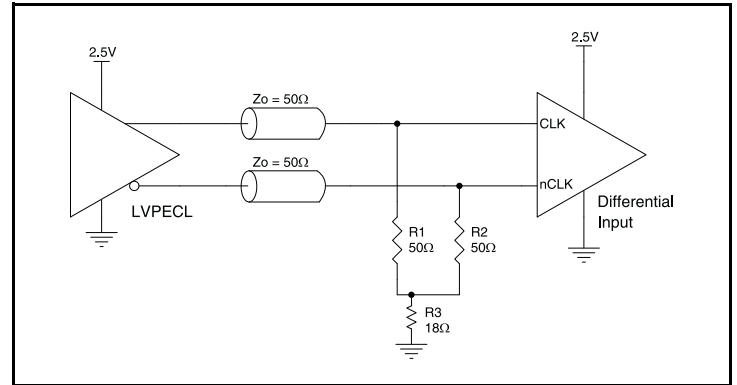 2.5V
2.5V
Zo = 50Ω
CLK
Zo = 50Ω
nCLK
LVPECL
Differential
Input
R1
50Ω
R2
50Ω
R3
18Ω